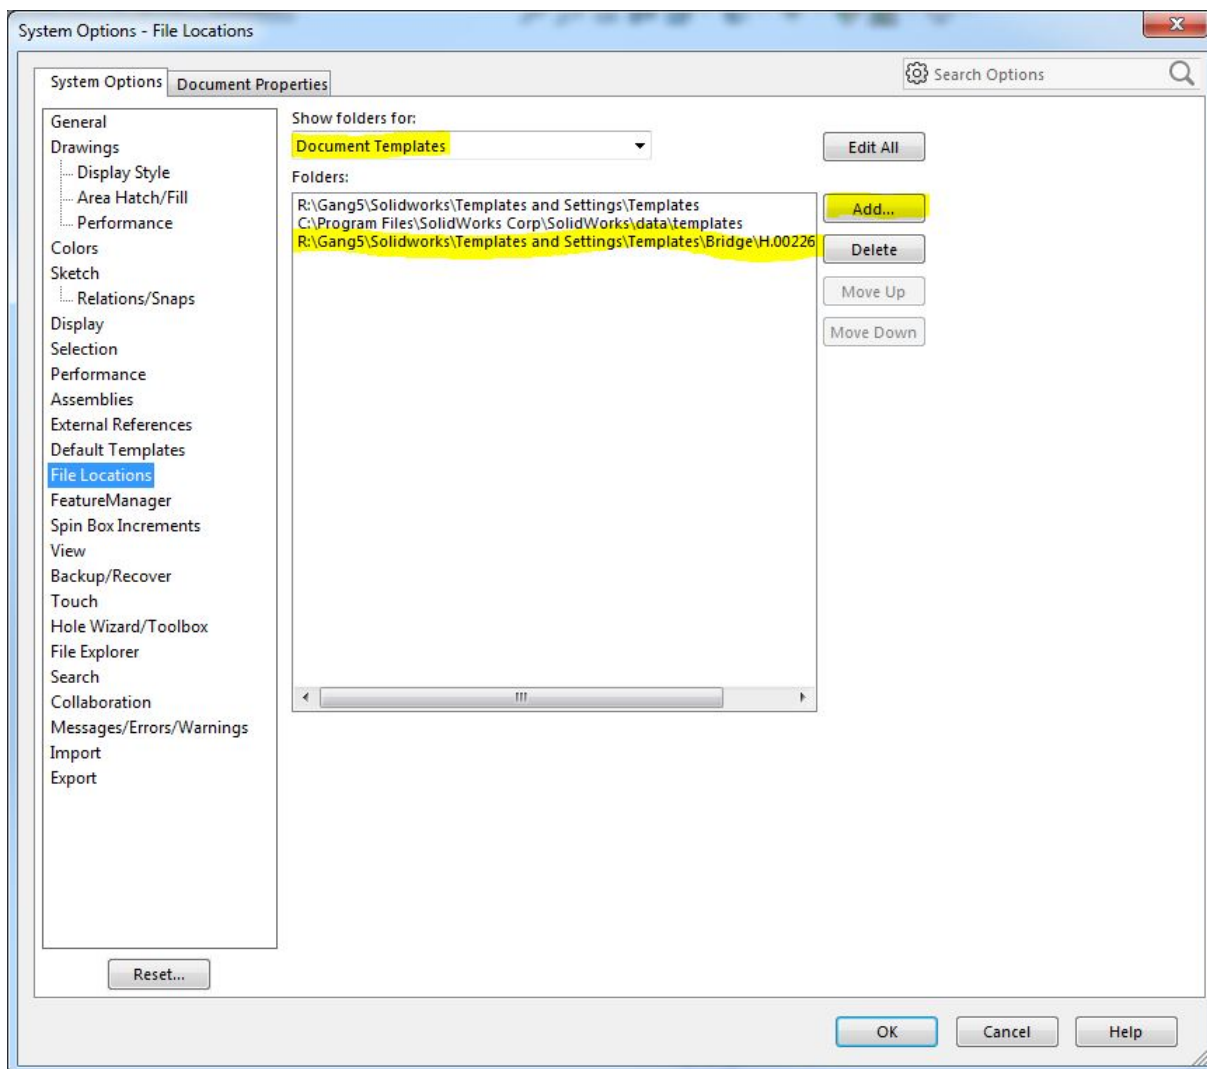 System Options - File Locations
System Options
Document Properties
Search Options
General
Drawings
Display Style
Area Hatch/Fill
Performance
Colors
Sketch
Relations/Snaps
Display
Selection
Performance
Assemblies
External References
Default Templates
File Locations
FeatureManager
Spin Box Increments
View
Backup/Recover
Touch
Hole Wizard/Toolbox
File Explorer
Search
Collaboration
Messages/Errors/Warnings
Import
Export
Reset...
Show folders for:
Document Templates
Folders:
R:\Gang5\Solidworks\Templates and Settings\Templates
C:\Program Files\SolidWorks Corp\SolidWorks\data\templates
R:\Gang5\Solidworks\Templates and Settings\Templates\Bridge\H.00226
Edit All
Add...
Delete
Move Up
Move Down
OK
Cancel
Help